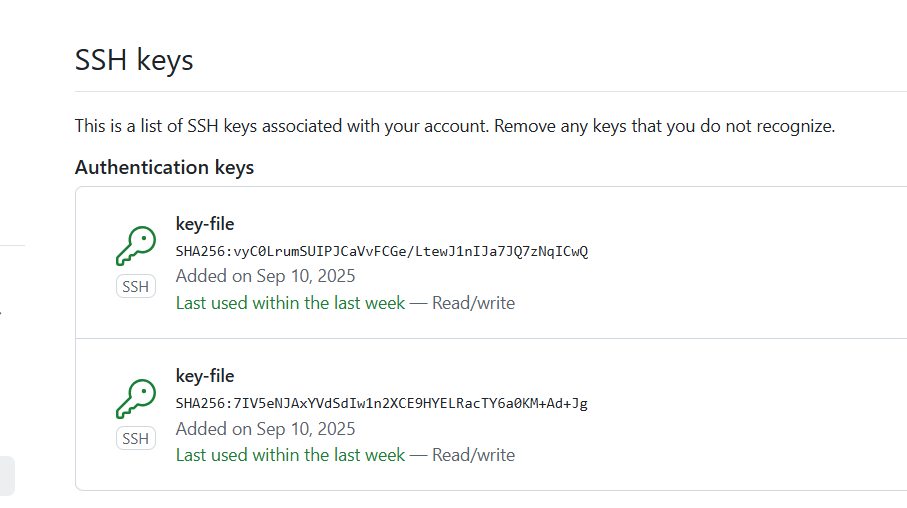 SSH keys
This is a list of SSH keys associated with your account. Remove any keys that you do not recognize.
Authentication keys
key-file
SHA256:vyC0LrumSUIPJCaVvFCGe/LtewJ1nIJa7JQ7zNqICwQ
Added on Sep 10, 2025
SSH
Last used within the last week — Read/write
key-file
SHA256:7IV5eNJAxYVdSdIw1n2XCE9HYELRacTY6a0KM+Ad+Jg
Added on Sep 10, 2025
SSH
Last used within the last week — Read/write